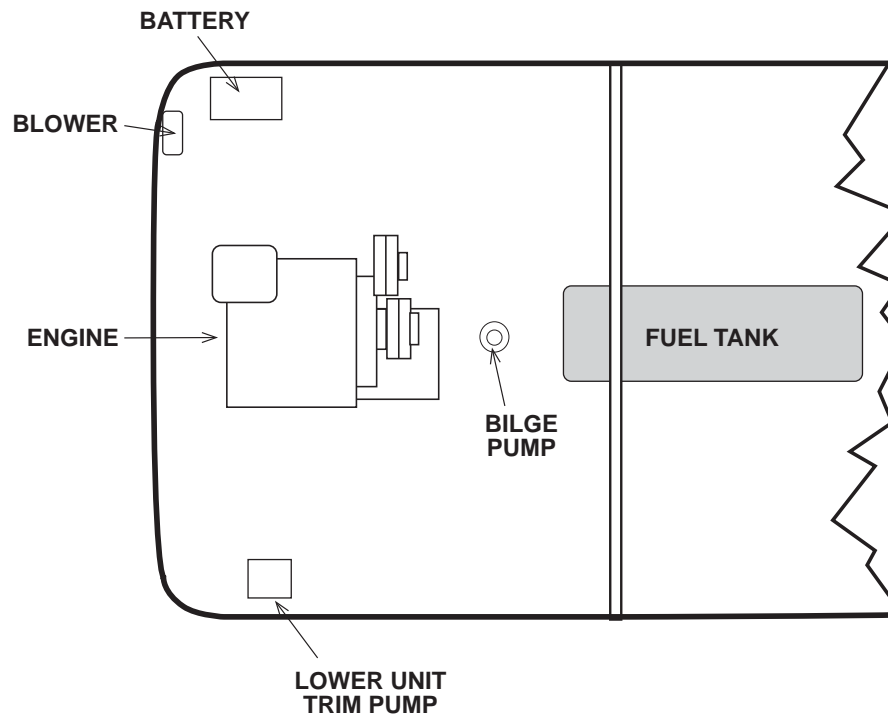 BATTERY
BLOWER
ENGINE
FUEL TANK
BILGE
PUMP
LOWER UNIT
TRIM PUMP